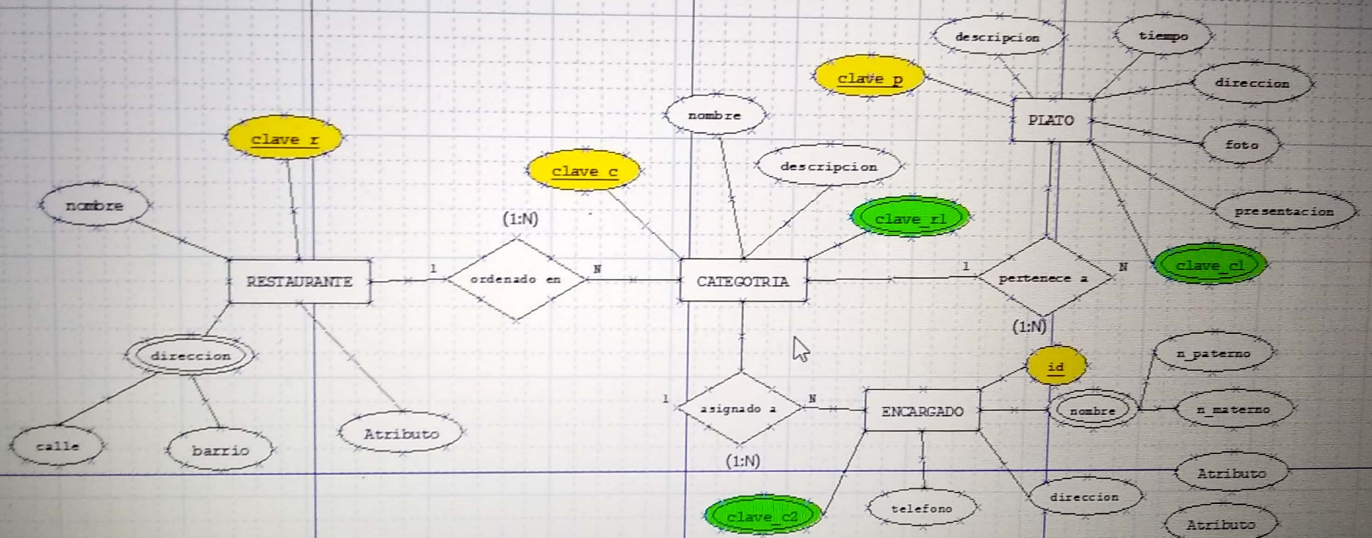 descripcion
tiempo
clave p
direccion
nombre
PLATO
clave r
foto
clave c
descripcion
nombre
(1:N)
clave_r1
presentacion
RESTAURANTE
1
ordenado en
N
CATEGOTRIA
1
pertenece a
N
clave_c1
(1:N)
direccion
n_paterno
id
1
asignado a
N
ENCARGADO
nombre
n_materno
calle
barrio
Atributo
(1:N)
Atributo
clave_c2
telefono
direccion
Atributo